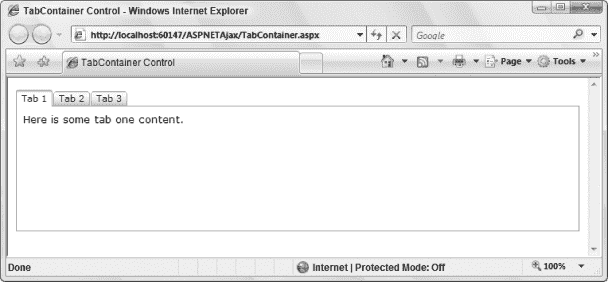 TabContainer Control - Windows Internet Explorer
http://localhost:60147/ASPNETAjax/TabContainer.aspx
Google
TabContainer Control
Page
Tools
Tab 1 Tab 2 Tab 3
Here is some tab one content.
Done
Internet | Protected Mode: Off
100%